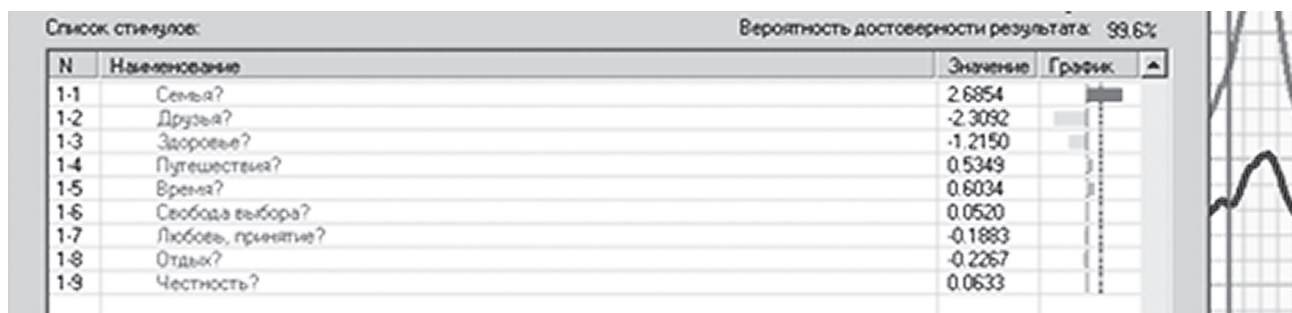 Список стимулов: Вероятность достоверности результата: 99.6%
N Наименование Значение График
1-1 Семья? 2.6854
1-2 Друзья? -2.3092
1-3 Здоровье? -1.2150
1-4 Путешествия? 0.5349
1-5 Время? 0.6034
1-6 Свобода выбора? 0.0520
1-7 Любовь, принятие? -0.1883
1-8 Отдых? -0.2267
1-9 Честность? 0.0633